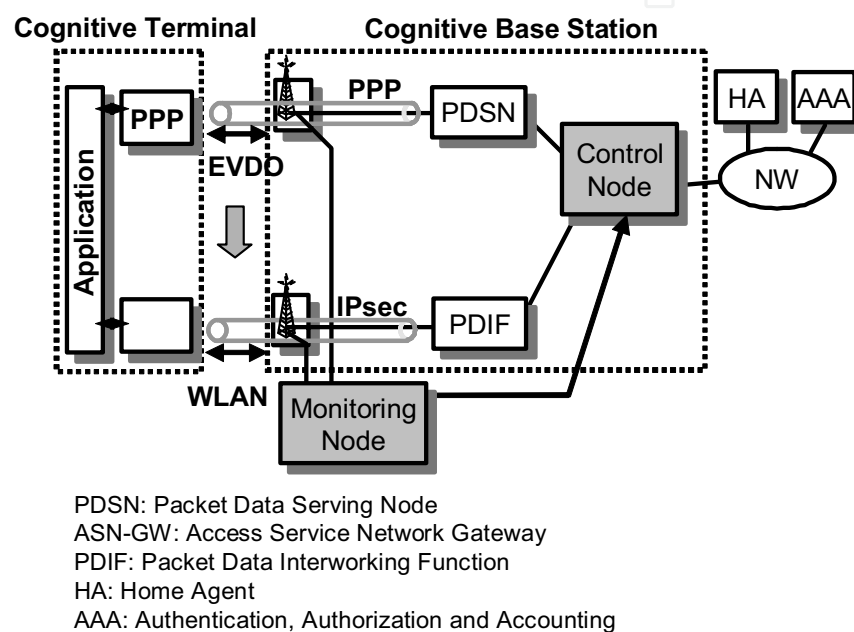 Cognitive Terminal
Cognitive Base Station
Application
PPP
EVDO
PPP
PDSN
Control
Node
HA
AAA
NW
WLAN
IPsec
PDIF
Monitoring
Node
PDSN: Packet Data Serving Node
ASN-GW: Access Service Network Gateway
PDIF: Packet Data Interworking Function
HA: Home Agent
AAA: Authentication, Authorization and Accounting